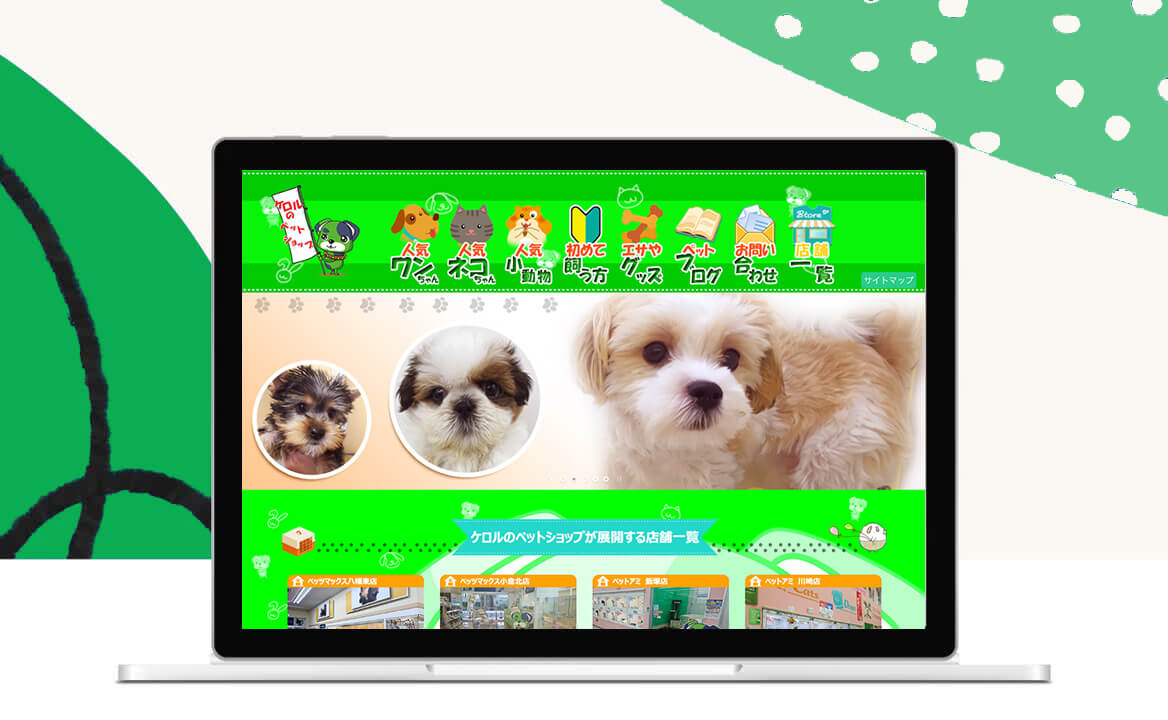 ケロル
の
ペット
ショップ
人気
ワンちゃん
人気
ネコちゃん
人気
小動物
初めて
飼う方
エサや
グッズ
ペット
ブログ
お問い
合わせ
Store
店舗
一覧
サイトマップ
ケロルのペットショップが展開する店舗一覧
ペッツマックス八幡東店
ペッツマックス小倉北店
ペットアミ 飯塚店
ペットアミ 川崎店
Cats